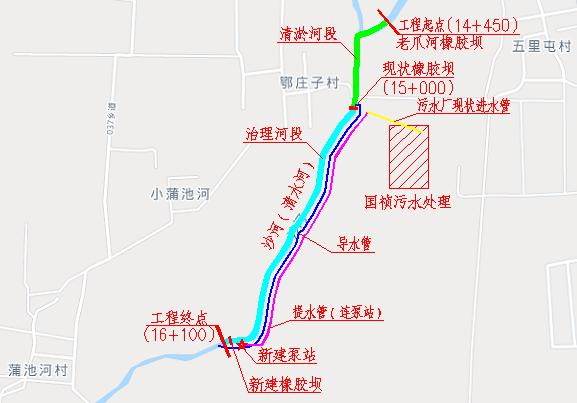 工程起点(14+450)
老爪河橡胶坝
清淤河段
五里屯村
现状橡胶坝
(15+000)
鄂庄子村
污水厂现状进水管
治理河段
小蒲池河
国祯污水处理
沙河(清水河)
导水管
提水管(连泵站)
工程终点
(16+100)
新建泵站
蒲池河村
新建橡胶坝